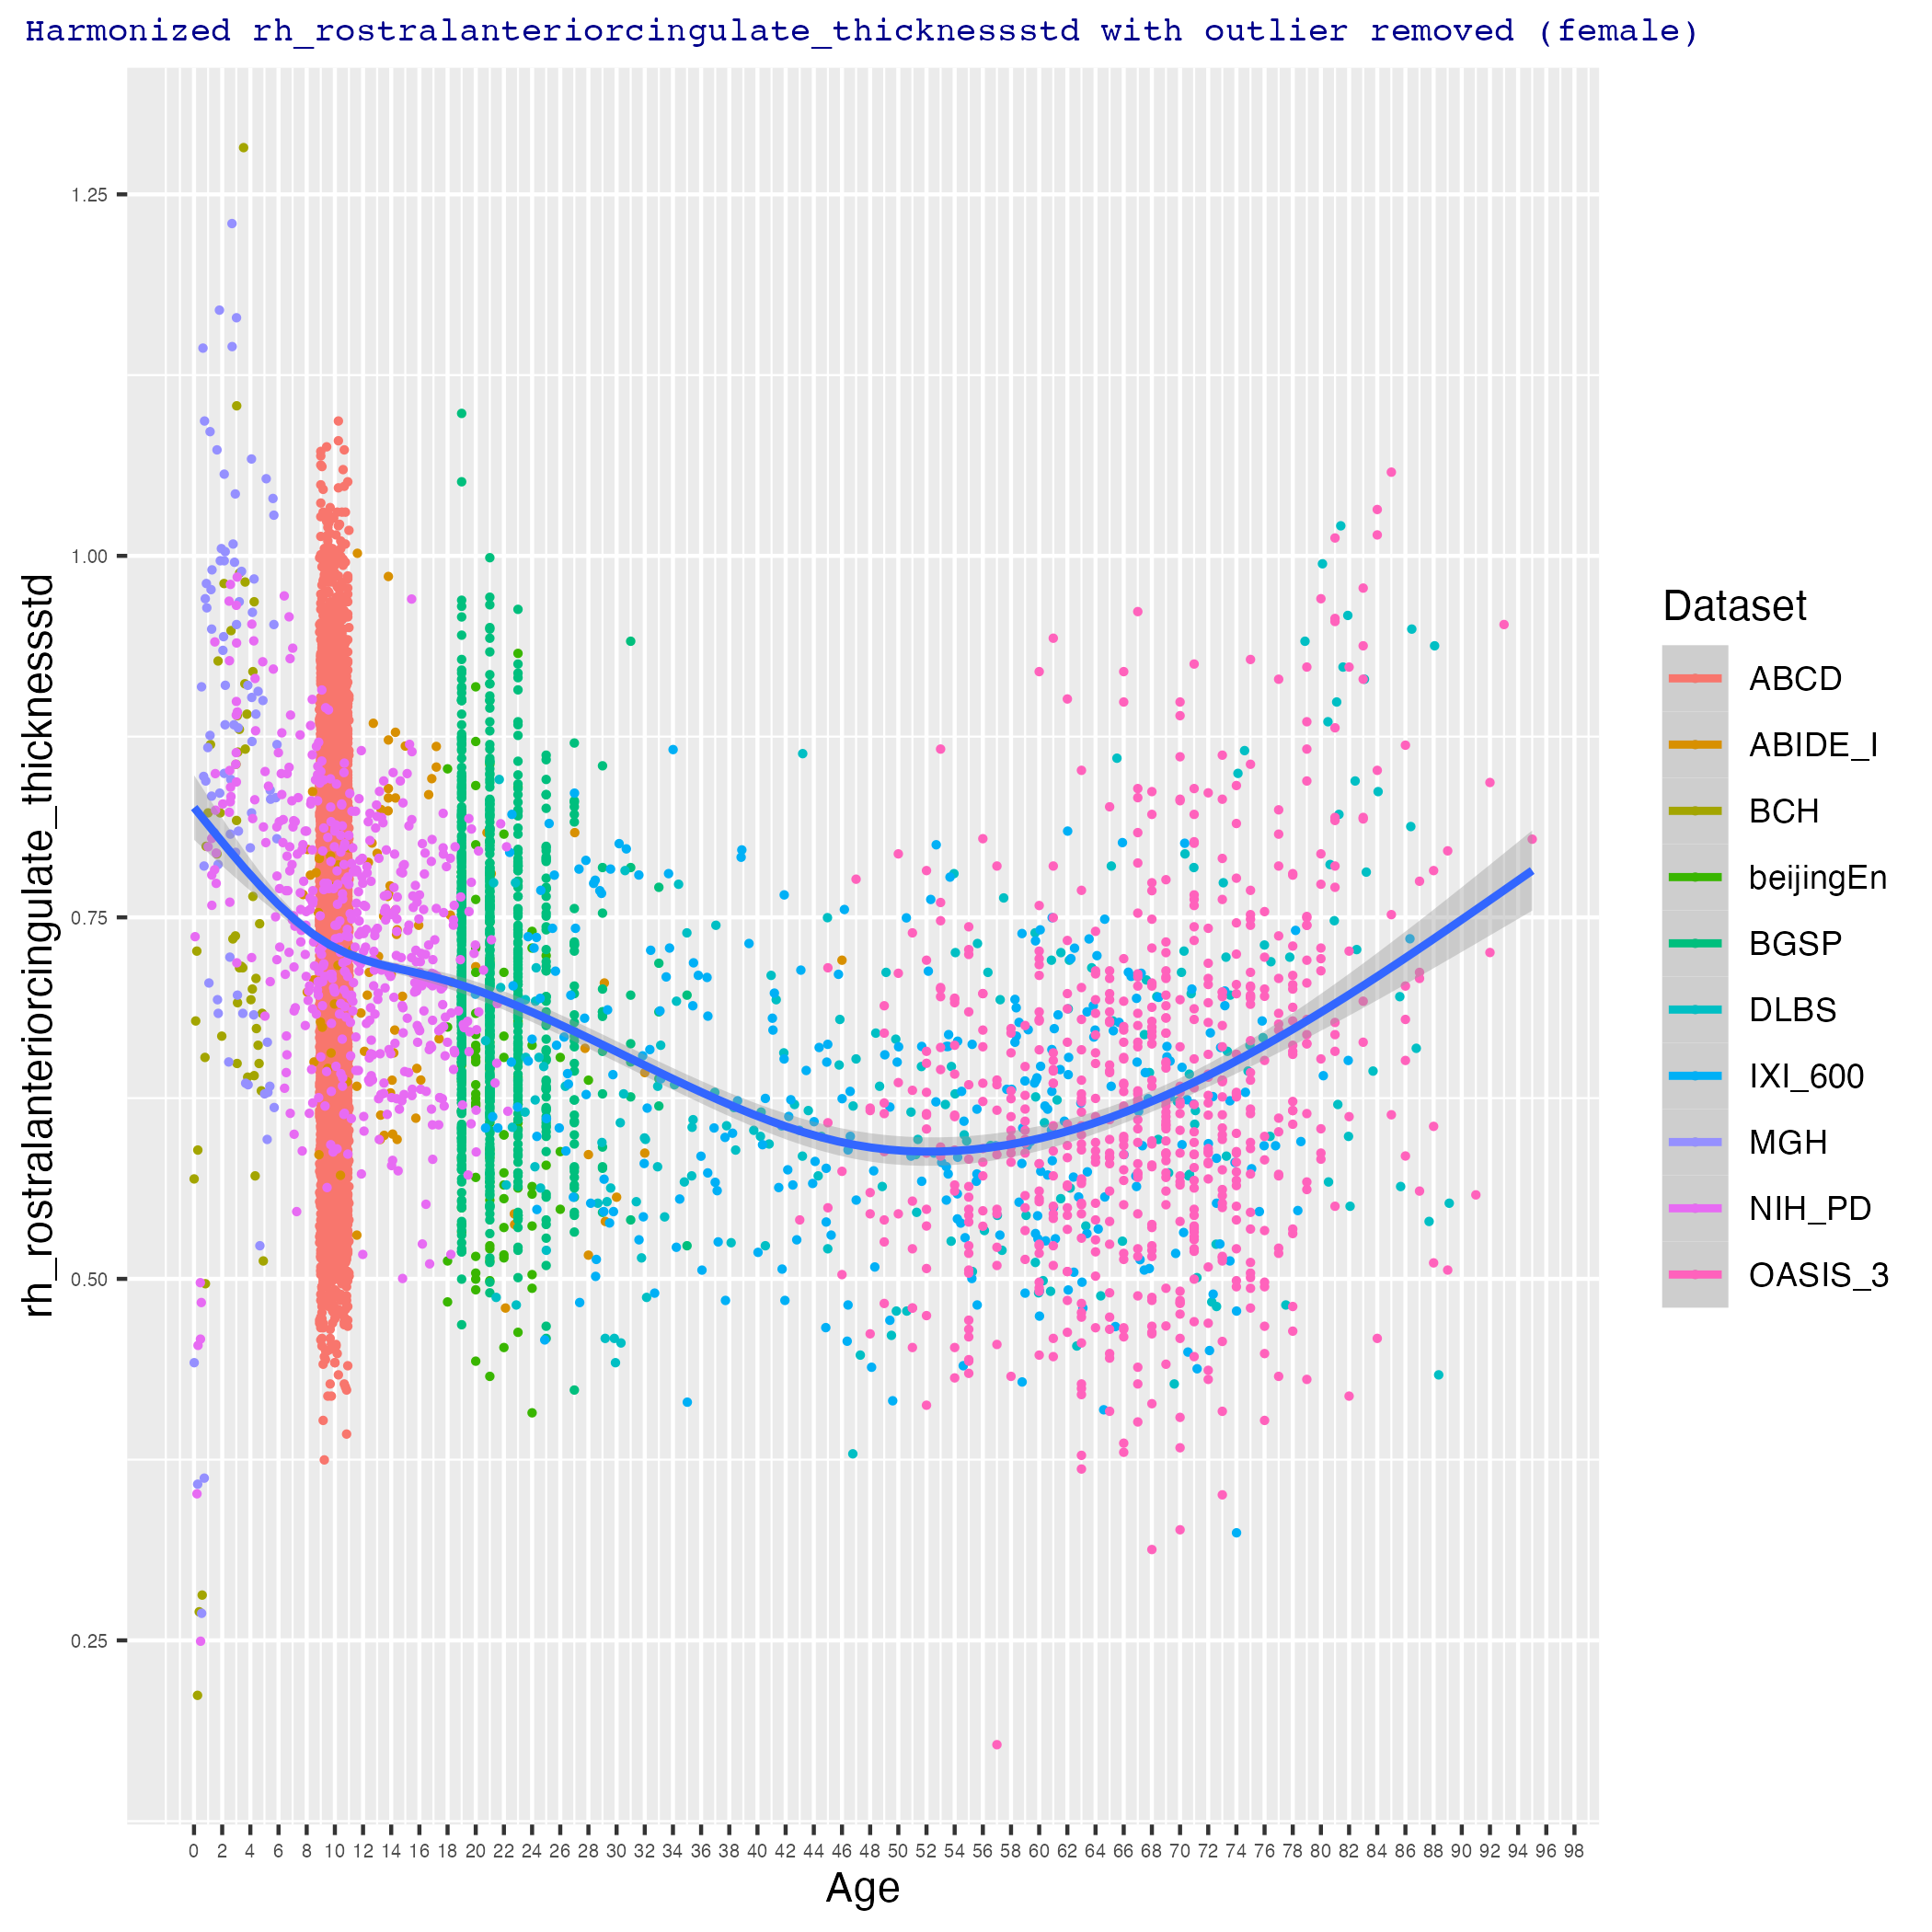 Harmonized rh_rostralanteriorcingulate_thicknessstd with outlier removed (female)
rh_rostralanteriorcingulate_thicknessstd
1.25
1.00
0.75
0.50
0.25
0 2 4 6 8 10 12 14 16 18 20 22 24 26 28 30 32 34 36 38 40 42 44 46 48 50 52 54 56 58 60 62 64 66 68 70 72 74 76 78 80 82 84 86 88 90 92 94 96 98
Age
Dataset
ABCD
ABIDE_I
BCH
beijingEn
BGSP
DLBS
IXI_600
MGH
NIH_PD
OASIS_3